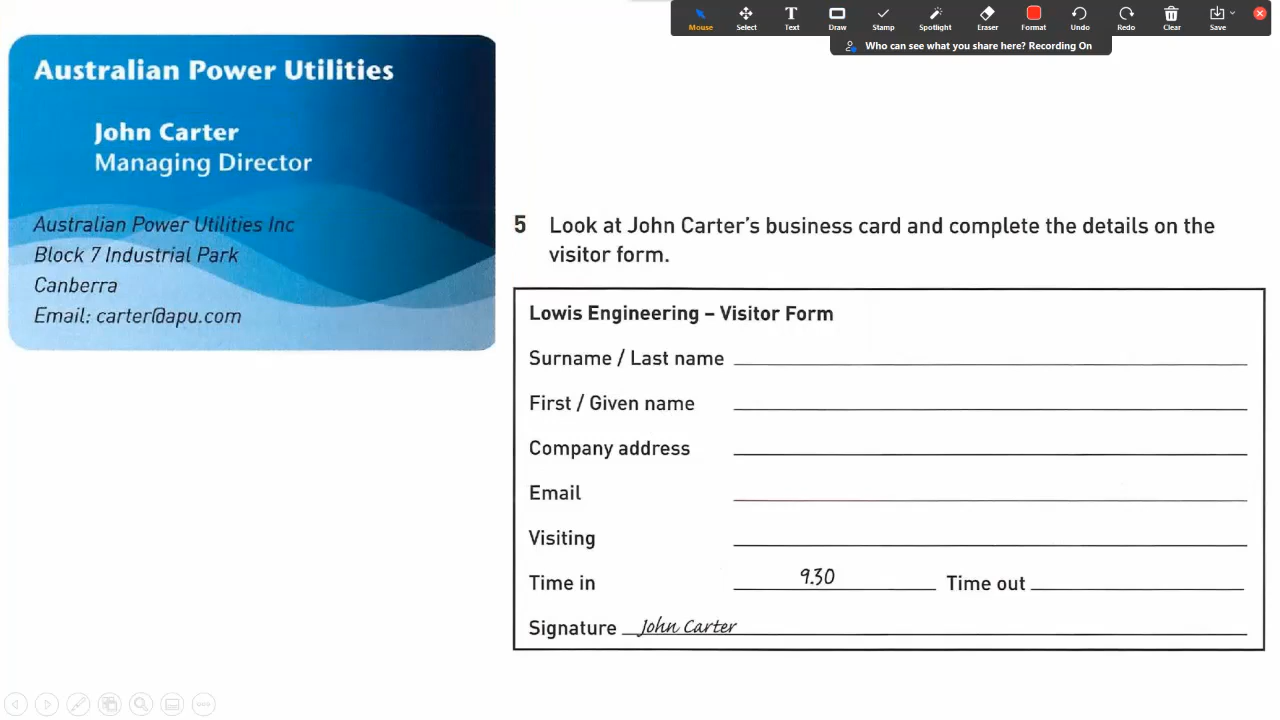 Mouse
Select
Text
Draw
Stamp
Spotlight
Eraser
Format
Undo
Redo
Clear
Save
Who can see what you share here? Recording On
Australian Power Utilities
John Carter
Managing Director
Australian Power Utilities Inc
Block 7 Industrial Park
Canberra
Email: carter@apu.com
5 Look at John Carter's business card and complete the details on the
visitor form.
Lowis Engineering – Visitor Form
Surname / Last name
First / Given name
Company address
Email
Visiting
Time in 9.30 Time out
Signature John Carter